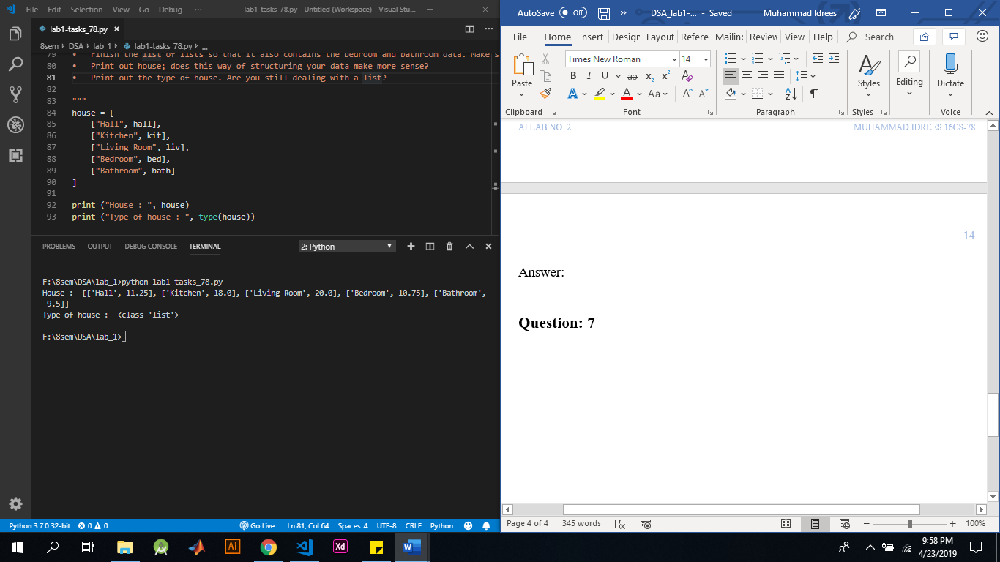 File Edit Selection View Go Debug ··· lab1-tasks_78.py - Untitled (Workspace) - Visual Stu...
lab1-tasks_78.py
8sem › DSA › lab_1 › lab1-tasks_78.py › ...
79 • Finish the list of lists so that it also contains the bedroom and bathroom data. Make s
80 • Print out house; does this way of structuring your data make more sense?
81 • Print out the type of house. Are you still dealing with a list?
82
83 """
84 house = [
85 ["Hall", hall],
86 ["Kitchen", kit],
87 ["Living Room", liv],
88 ["Bedroom", bed],
89 ["Bathroom", bath]
90 ]
91
92 print ("House : ", house)
93 print ("Type of house : ", type(house))
PROBLEMS OUTPUT DEBUG CONSOLE TERMINAL 2: Python
F:\8sem\DSA\lab_1>python lab1-tasks_78.py
House :  [['Hall', 11.25], ['Kitchen', 18.0], ['Living Room', 20.0], ['Bedroom', 10.75], ['Bathroom',
9.5]]
Type of house :  <class 'list'>
F:\8sem\DSA\lab_1>
Python 3.7.0 32-bit 0 0 Go Live Ln 81, Col 64 Spaces: 4 UTF-8 CRLF Python
AutoSave Off DSA_lab1-... - Saved Muhammad Idrees
File Home Insert Desigr Layout Refere Mailing Review View Help Search
Paste Times New Roman 14 Styles Editing Dictate
B I U ab x₂ x²
A A Aa A A
Clipboard Font Paragraph Styles Voice
AI LAB NO. 2 MUHAMMAD IDREES 16CS-78
14
Answer:
Question: 7
Page 4 of 4 345 words 100%
Ai Xd
9:58 PM
4/23/2019